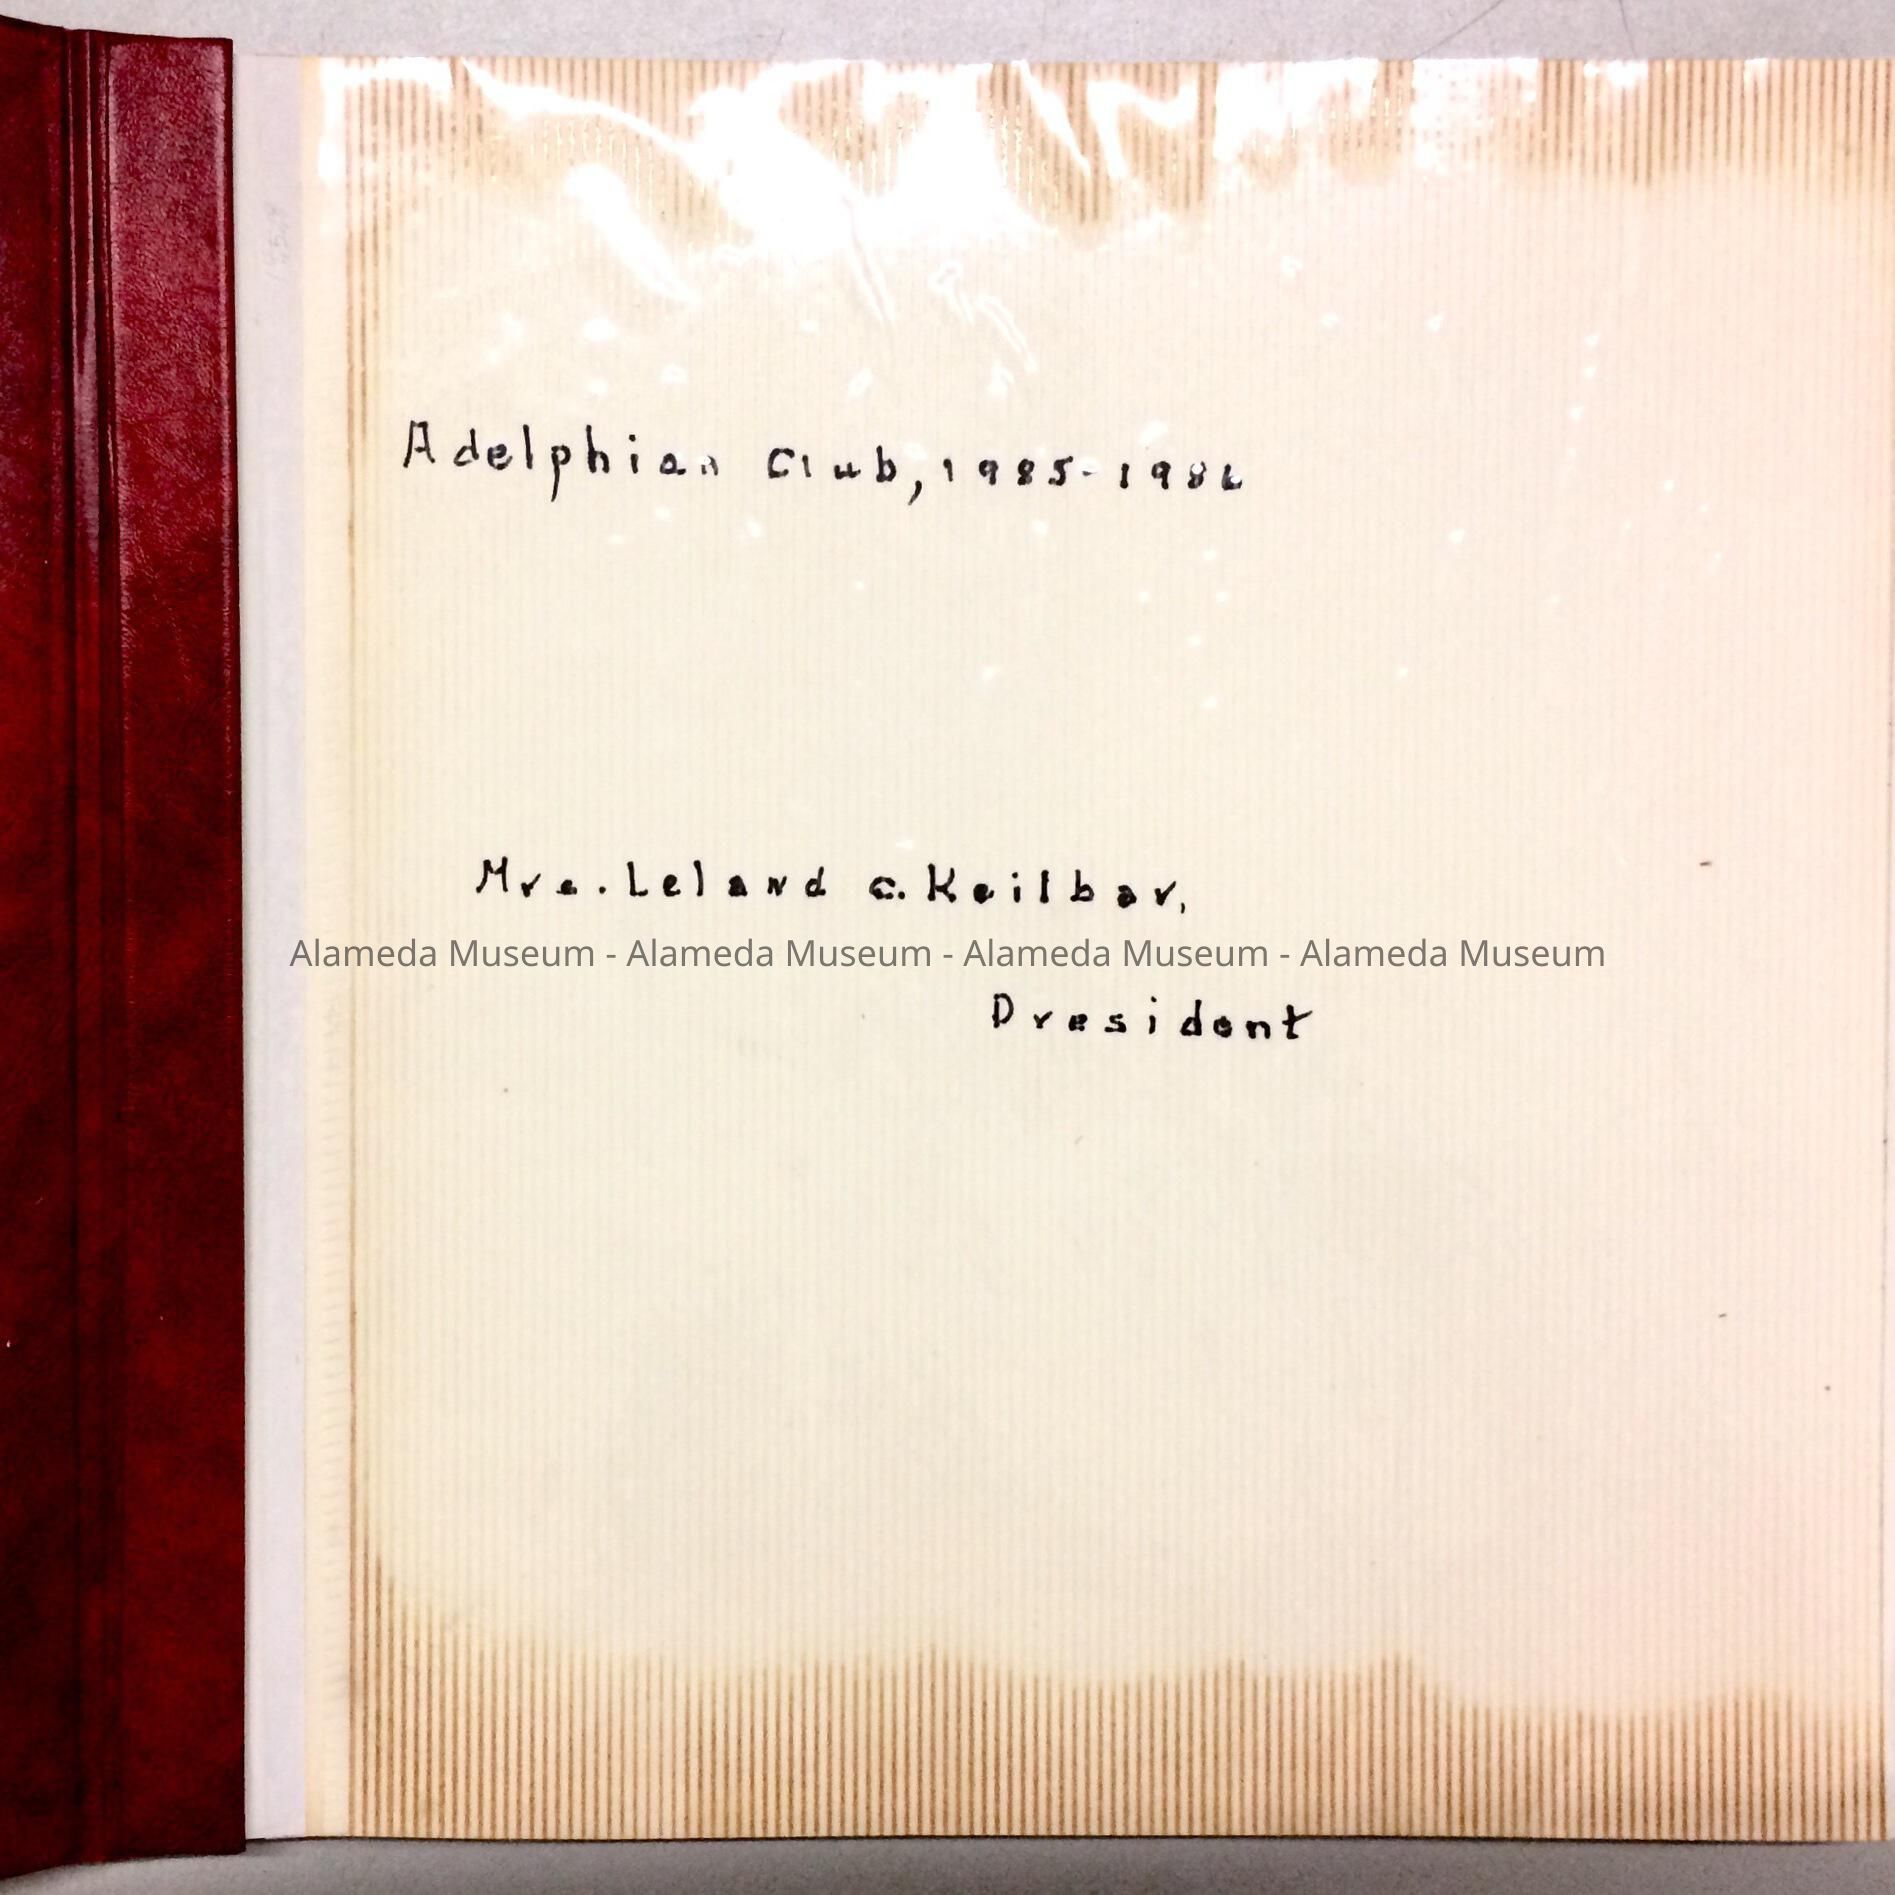 Adelphian Club, 1985-1986
Mrs. Leland C. Keilbar,
Alameda Museum - Alameda Museum - Alameda Museum - Alameda Museum
President